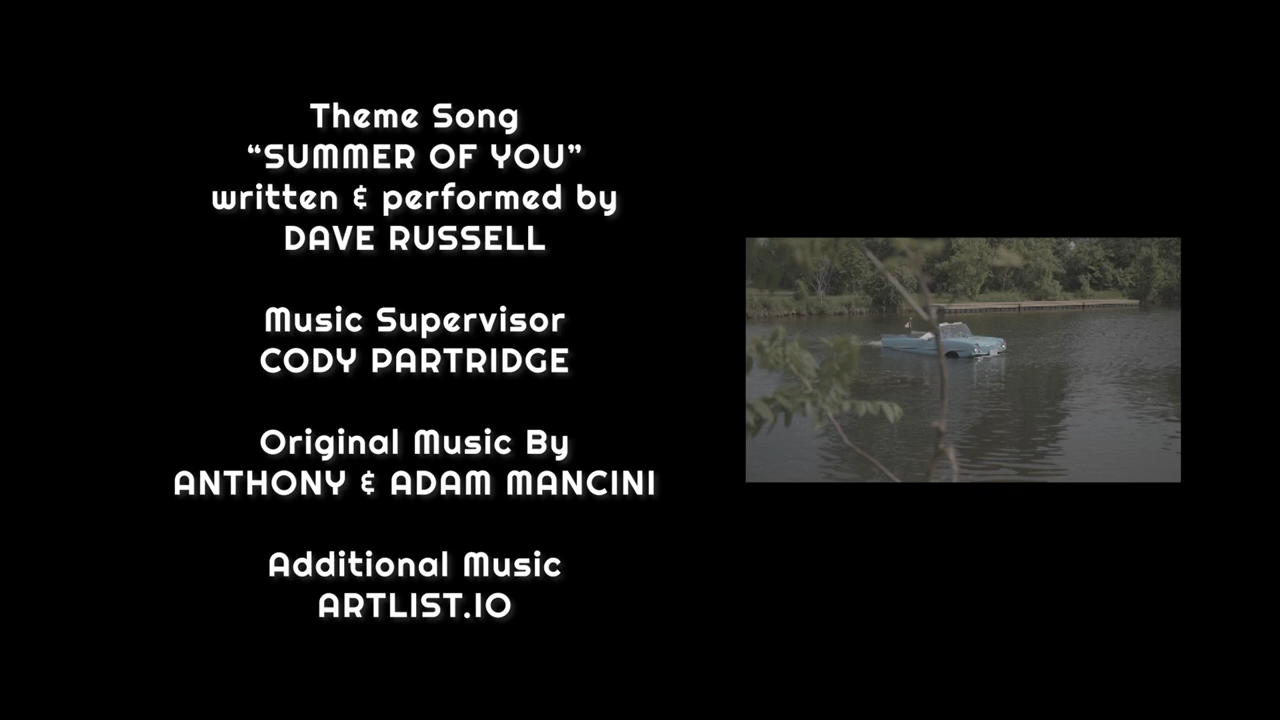 Theme Song
“SUMMER OF YOU”
written & performed by
DAVE RUSSELL
Music Supervisor
CODY PARTRIDGE
Original Music By
ANTHONY & ADAM MANCINI
Additional Music
ARTLIST.IO